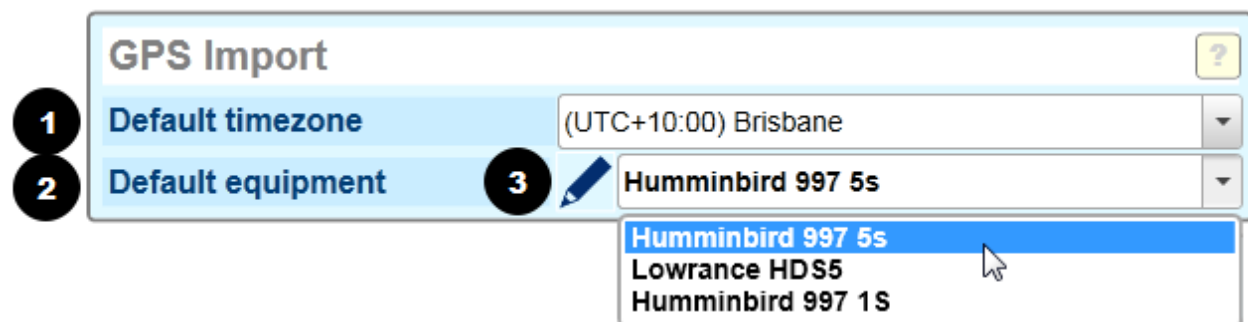 GPS Import ?
1 Default timezone (UTC+10:00) Brisbane
2 Default equipment 3 Humminbird 997 5s
Humminbird 997 5s
Lowrance HDS5
Humminbird 997 1S